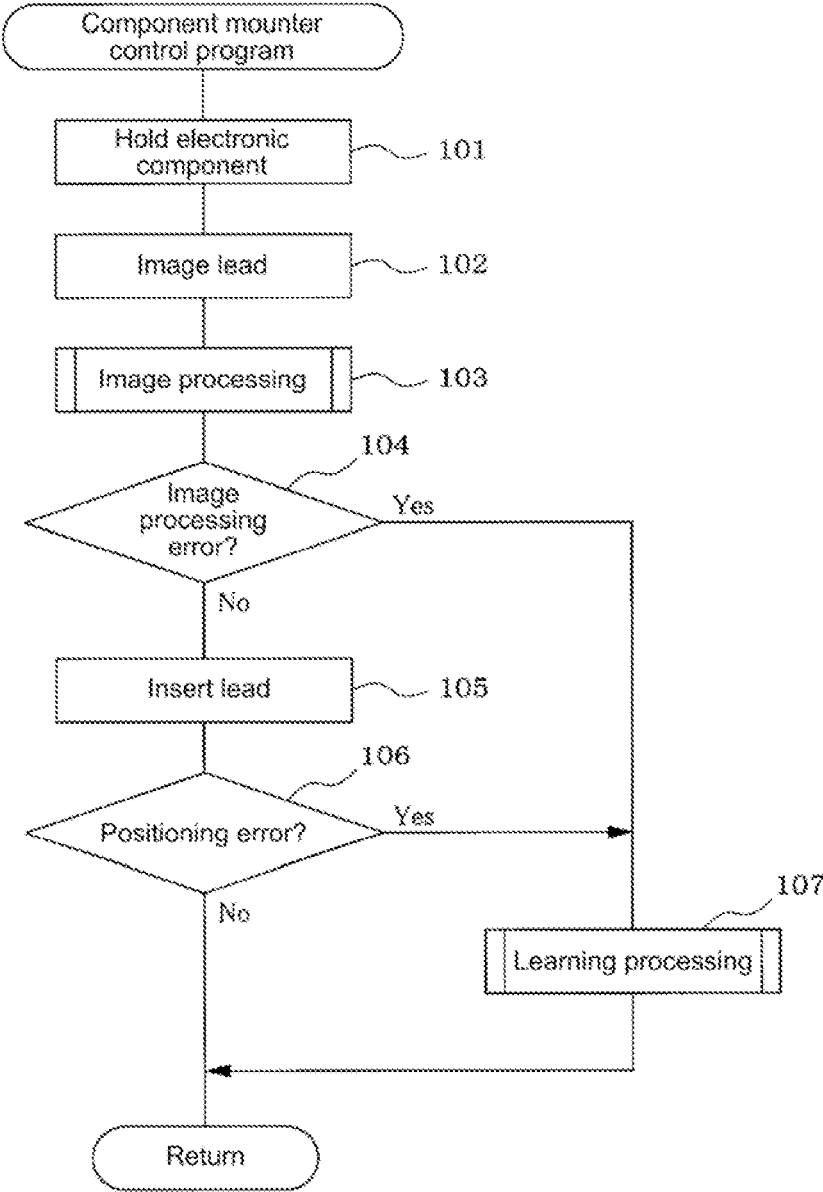 Component mounter
control program
Hold electronic
component
101
Image lead
102
Image processing
103
104
Image
processing
error?
Yes
No
Insert lead
105
106
Positioning error?
Yes
No
107
Learning processing
Return